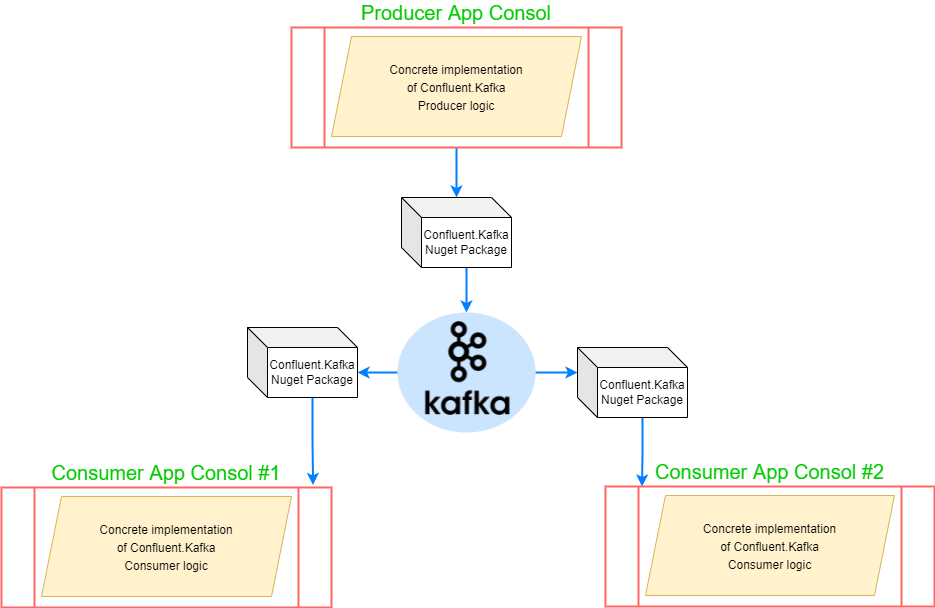 Producer App Consol
Concrete implementation
of Confluent.Kafka
Producer logic
Confluent.Kafka
Nuget Package
kafka
Confluent.Kafka
Nuget Package
Confluent.Kafka
Nuget Package
Consumer App Consol #1
Concrete implementation
of Confluent.Kafka
Consumer logic
Consumer App Consol #2
Concrete implementation
of Confluent.Kafka
Consumer logic